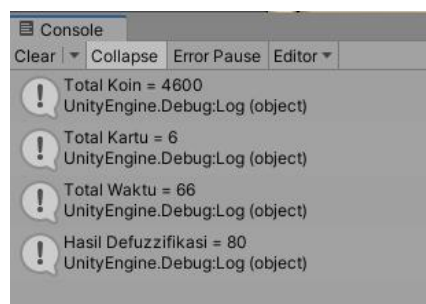 Console
Clear Collapse Error Pause Editor
Total Koin = 4600
UnityEngine.Debug:Log (object)
Total Kartu = 6
UnityEngine.Debug:Log (object)
Total Waktu = 66
UnityEngine.Debug:Log (object)
Hasil Defuzzifikasi = 80
UnityEngine.Debug:Log (object)